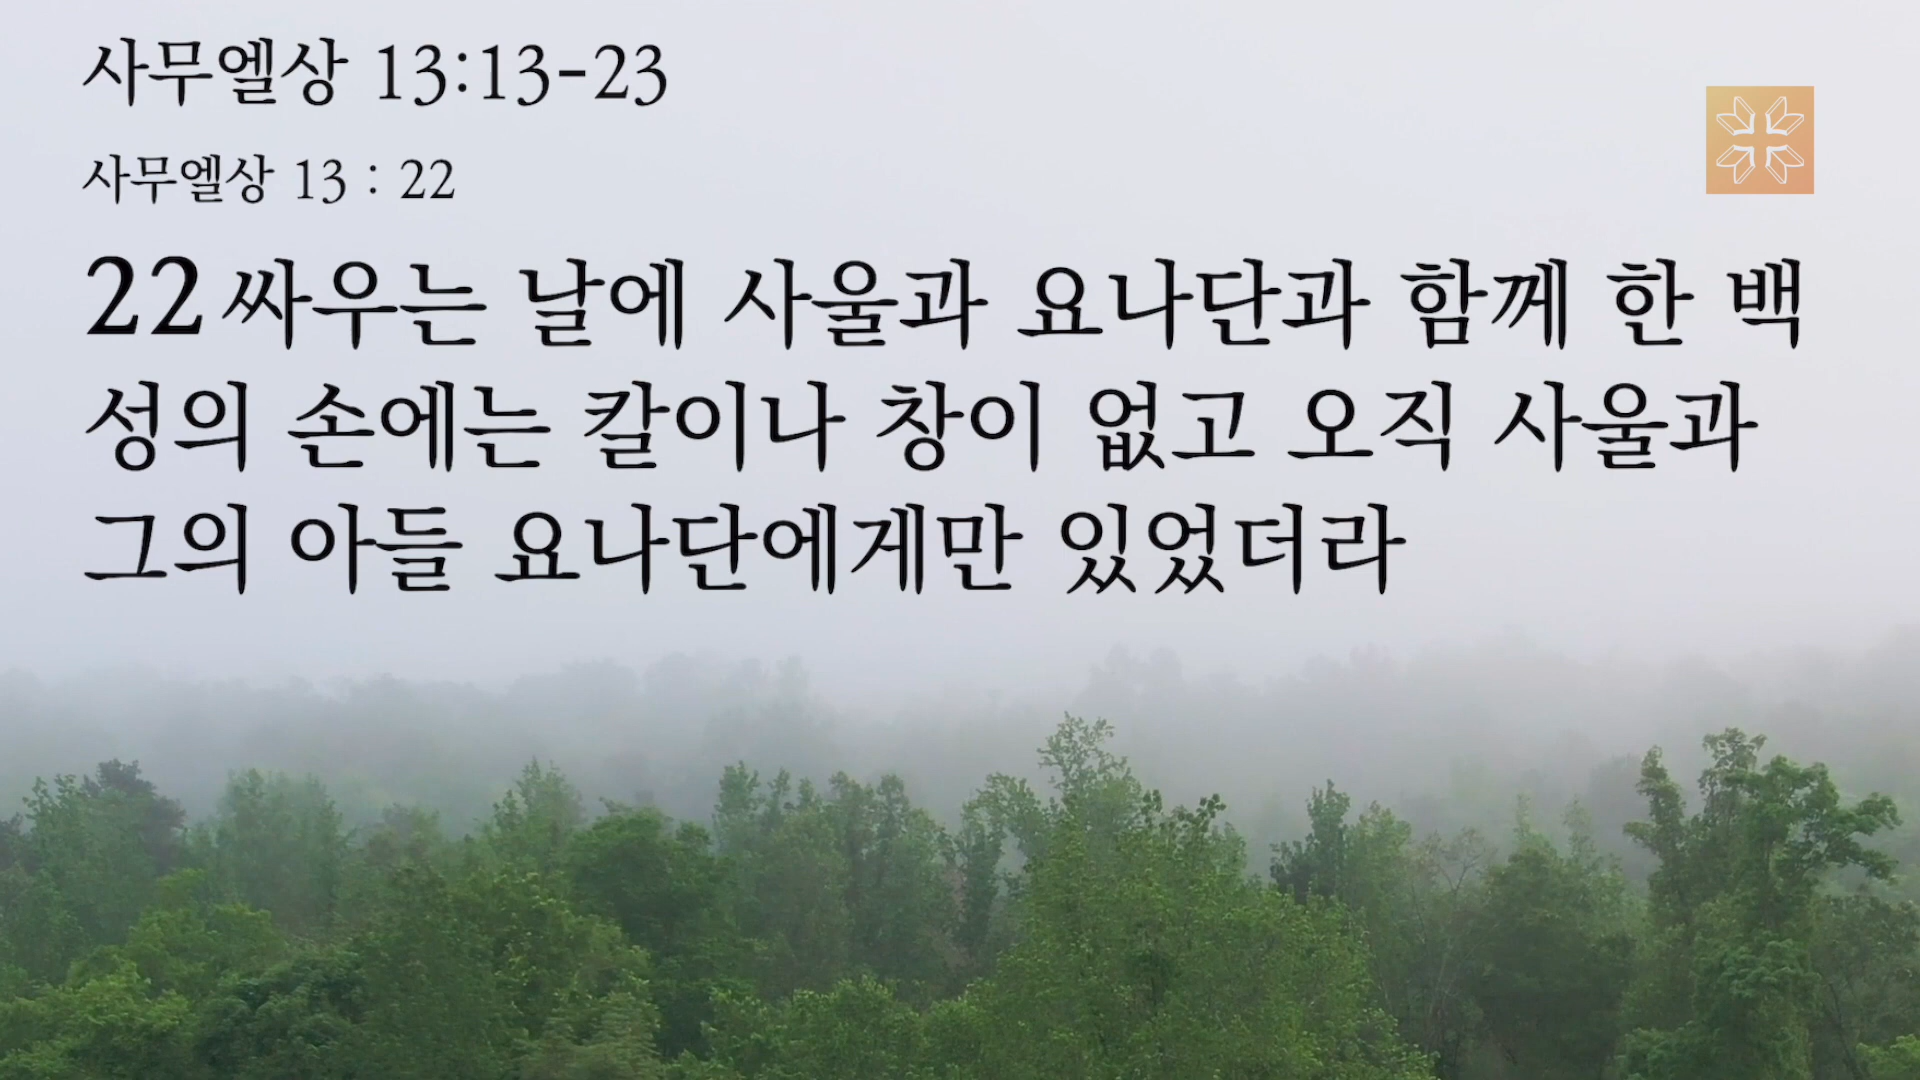 사무엘상 13:13-23
사무엘상 13 : 22
22 싸우는 날에 사울과 요나단과 함께 한 백
성의 손에는 칼이나 창이 없고 오직 사울과
그의 아들 요나단에게만 있었더라